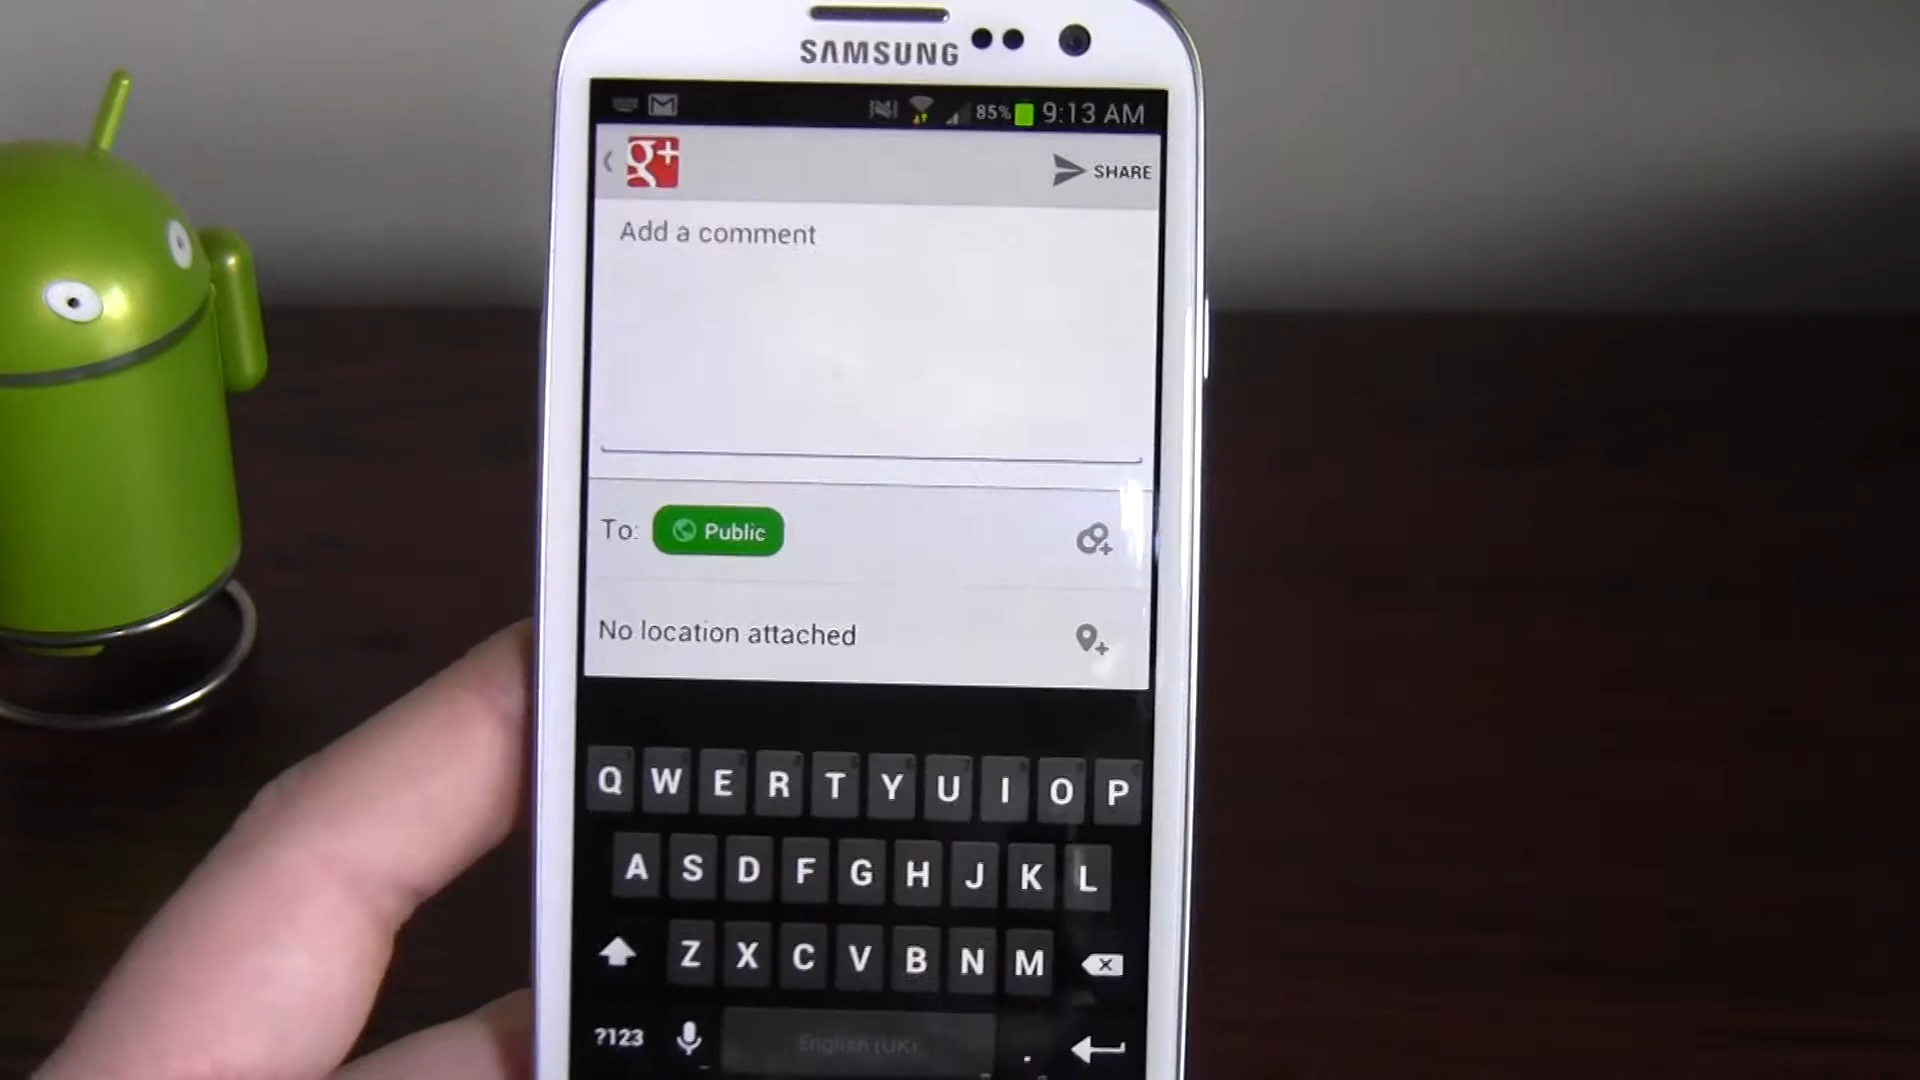 SAMSUNG
85% 9:13 AM
g+ SHARE
Add a comment
To: Public
No location attached
Q W E R T Y U I O P
A S D F G H J K L
Z X C V B N M
?123 English (UK) .